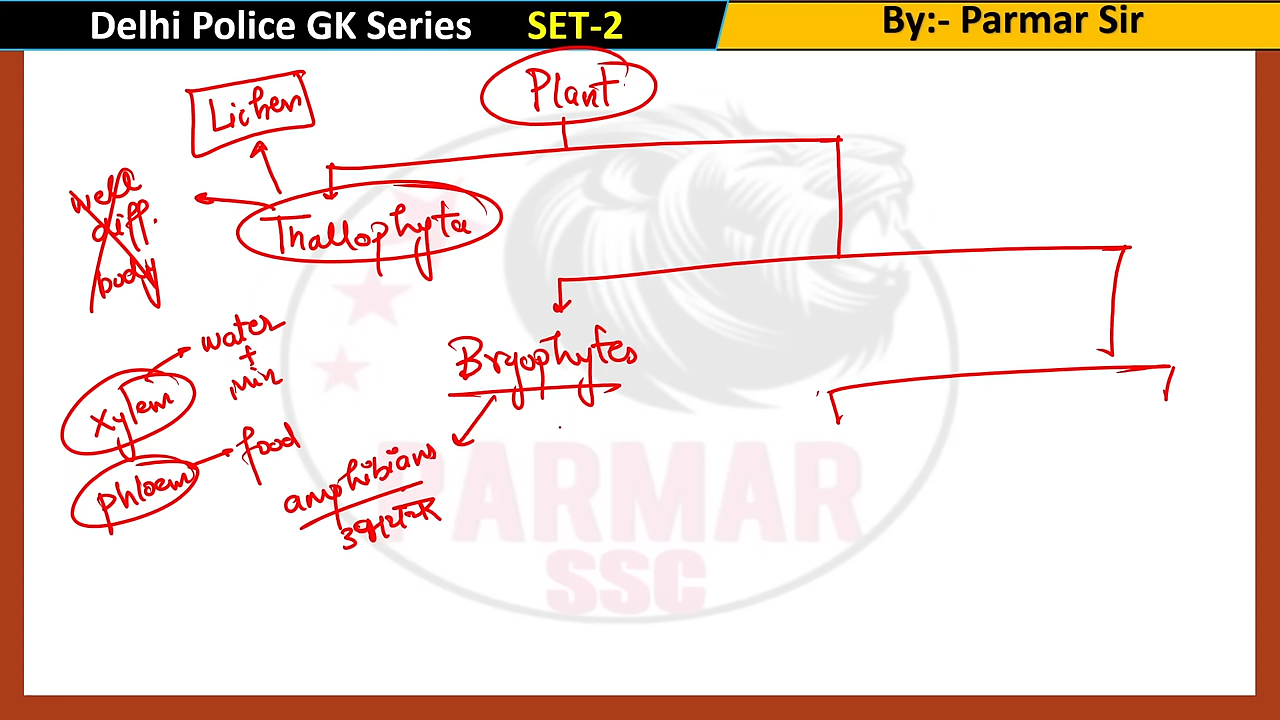 Delhi Police GK Series SET-2
By:- Parmar Sir
Plant
Lichen
Thallophyta
well
diff.
body
Bryophytes
water
+
Min
Xylem
food
Phloem
amphibians
उभयचर
PARMAR
SSC